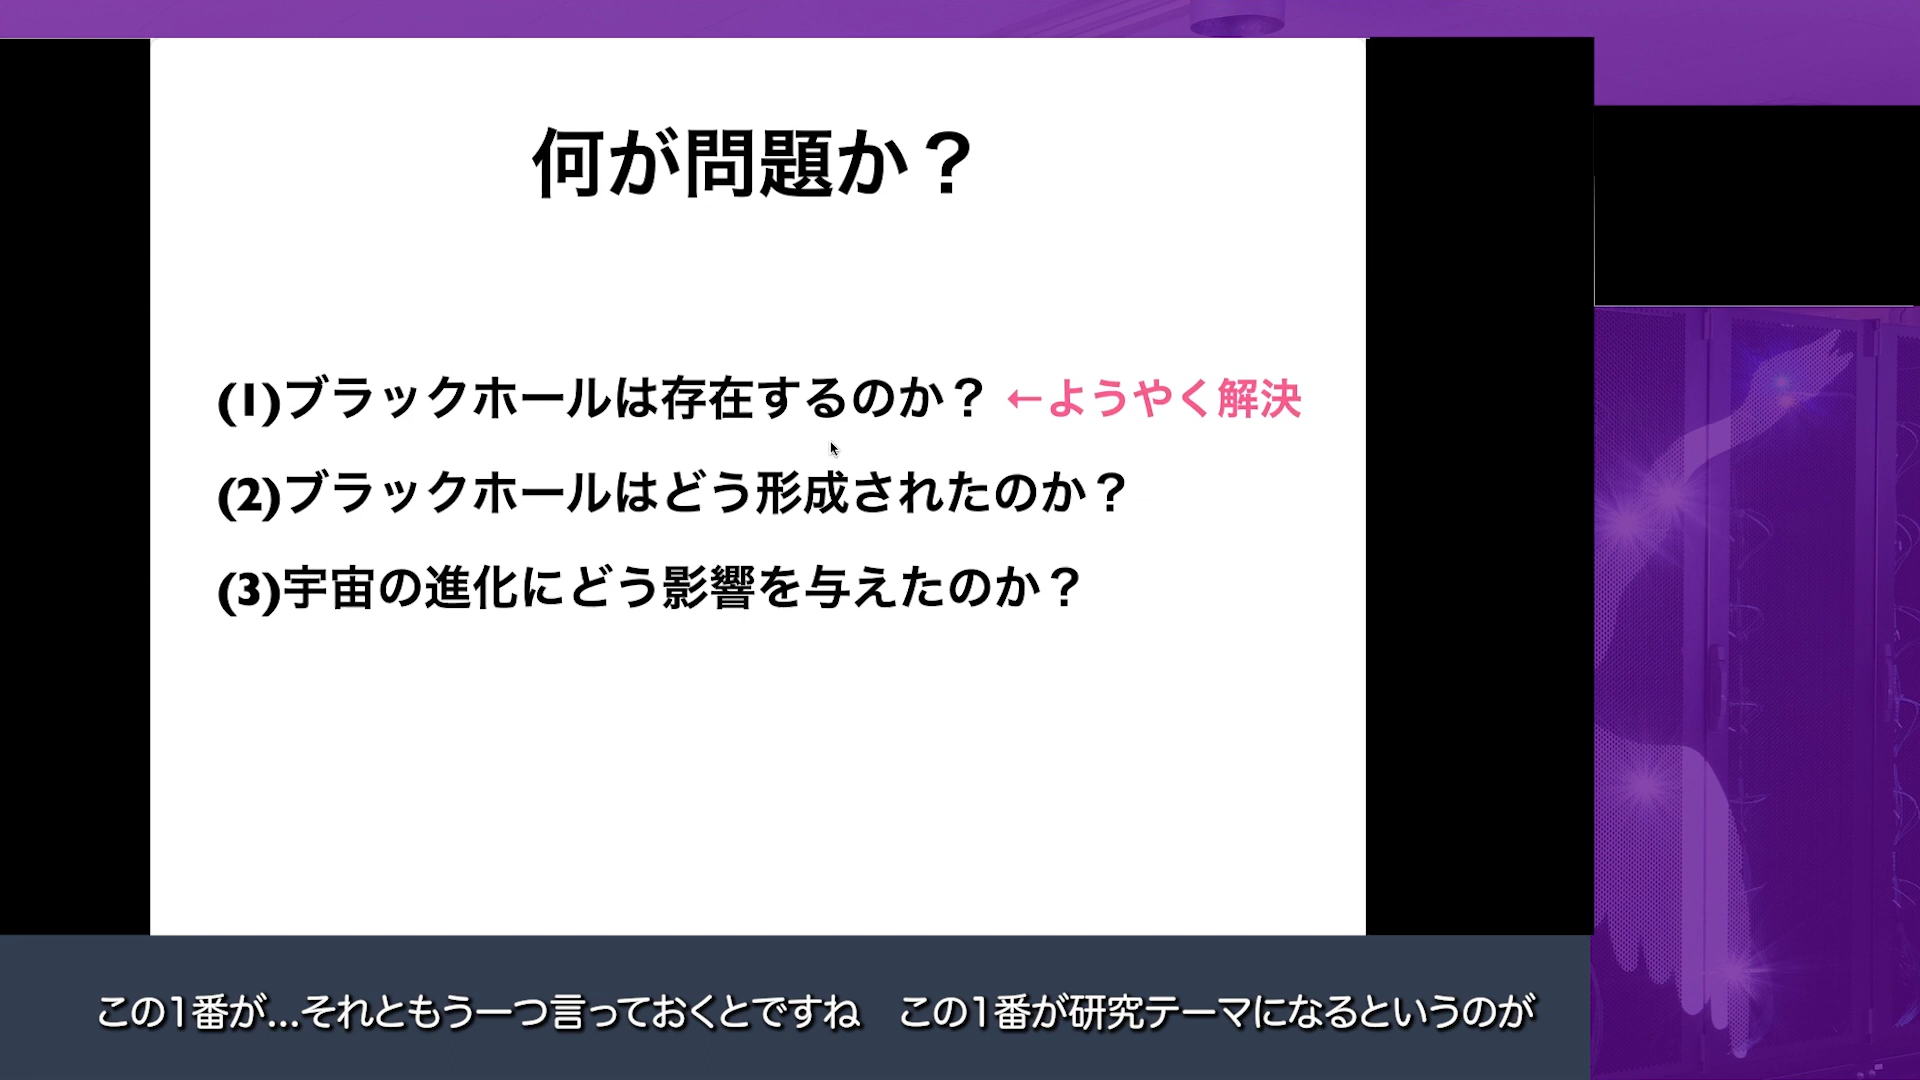 何が問題か？
(1)ブラックホールは存在するのか？ ←ようやく解決
(2)ブラックホールはどう形成されたのか？
(3)宇宙の進化にどう影響を与えたのか？
この1番が...それともう一つ言っておくとですね　この1番が研究テーマになるというのが